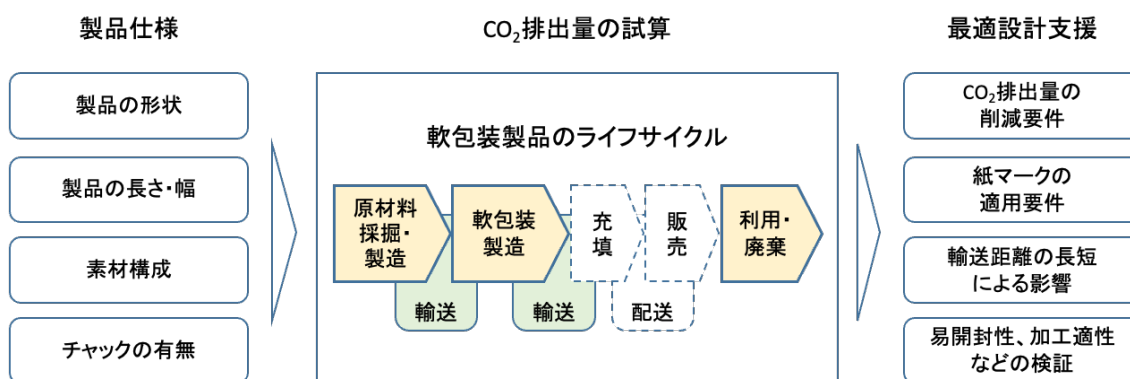 製品仕様
製品の形状
製品の長さ・幅
素材構成
チャックの有無
CO₂排出量の試算
軟包装製品のライフサイクル
原材料
採掘・
製造
軟包装
製造
充
填
販
売
利用・
廃棄
輸送
輸送
配送
最適設計支援
CO₂排出量の
削減要件
紙マークの
適用要件
輸送距離の長短
による影響
易開封性、加工適性
などの検証